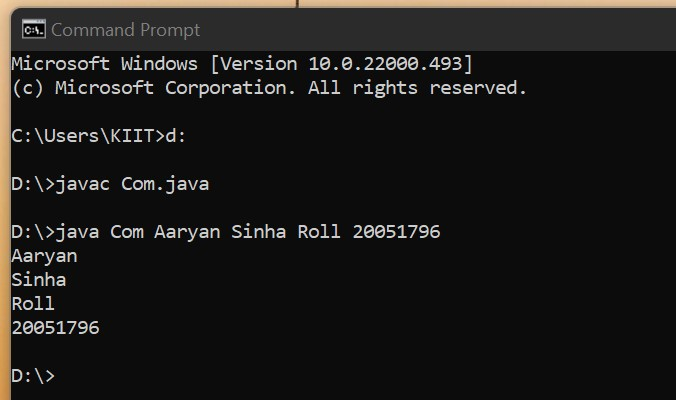 Command Prompt
Microsoft Windows [Version 10.0.22000.493]
(c) Microsoft Corporation. All rights reserved.
C:\Users\KIIT>d:
D:\>javac Com.java
D:\>java Com Aaryan Sinha Roll 20051796
Aaryan
Sinha
Roll
20051796
D:\>